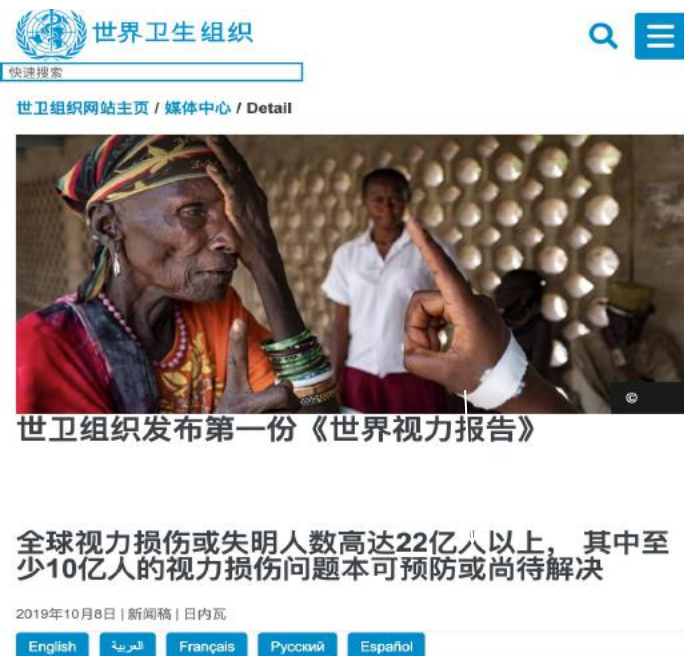 世界卫生组织
快速搜索
世卫组织网站主页 / 媒体中心 / Detail
©
世卫组织发布第一份《世界视力报告》
全球视力损伤或失明人数高达22亿人以上， 其中至
少10亿人的视力损伤问题本可预防或尚待解决
2019年10月8日 | 新闻稿 | 日内瓦
English العربية Français Русский Español